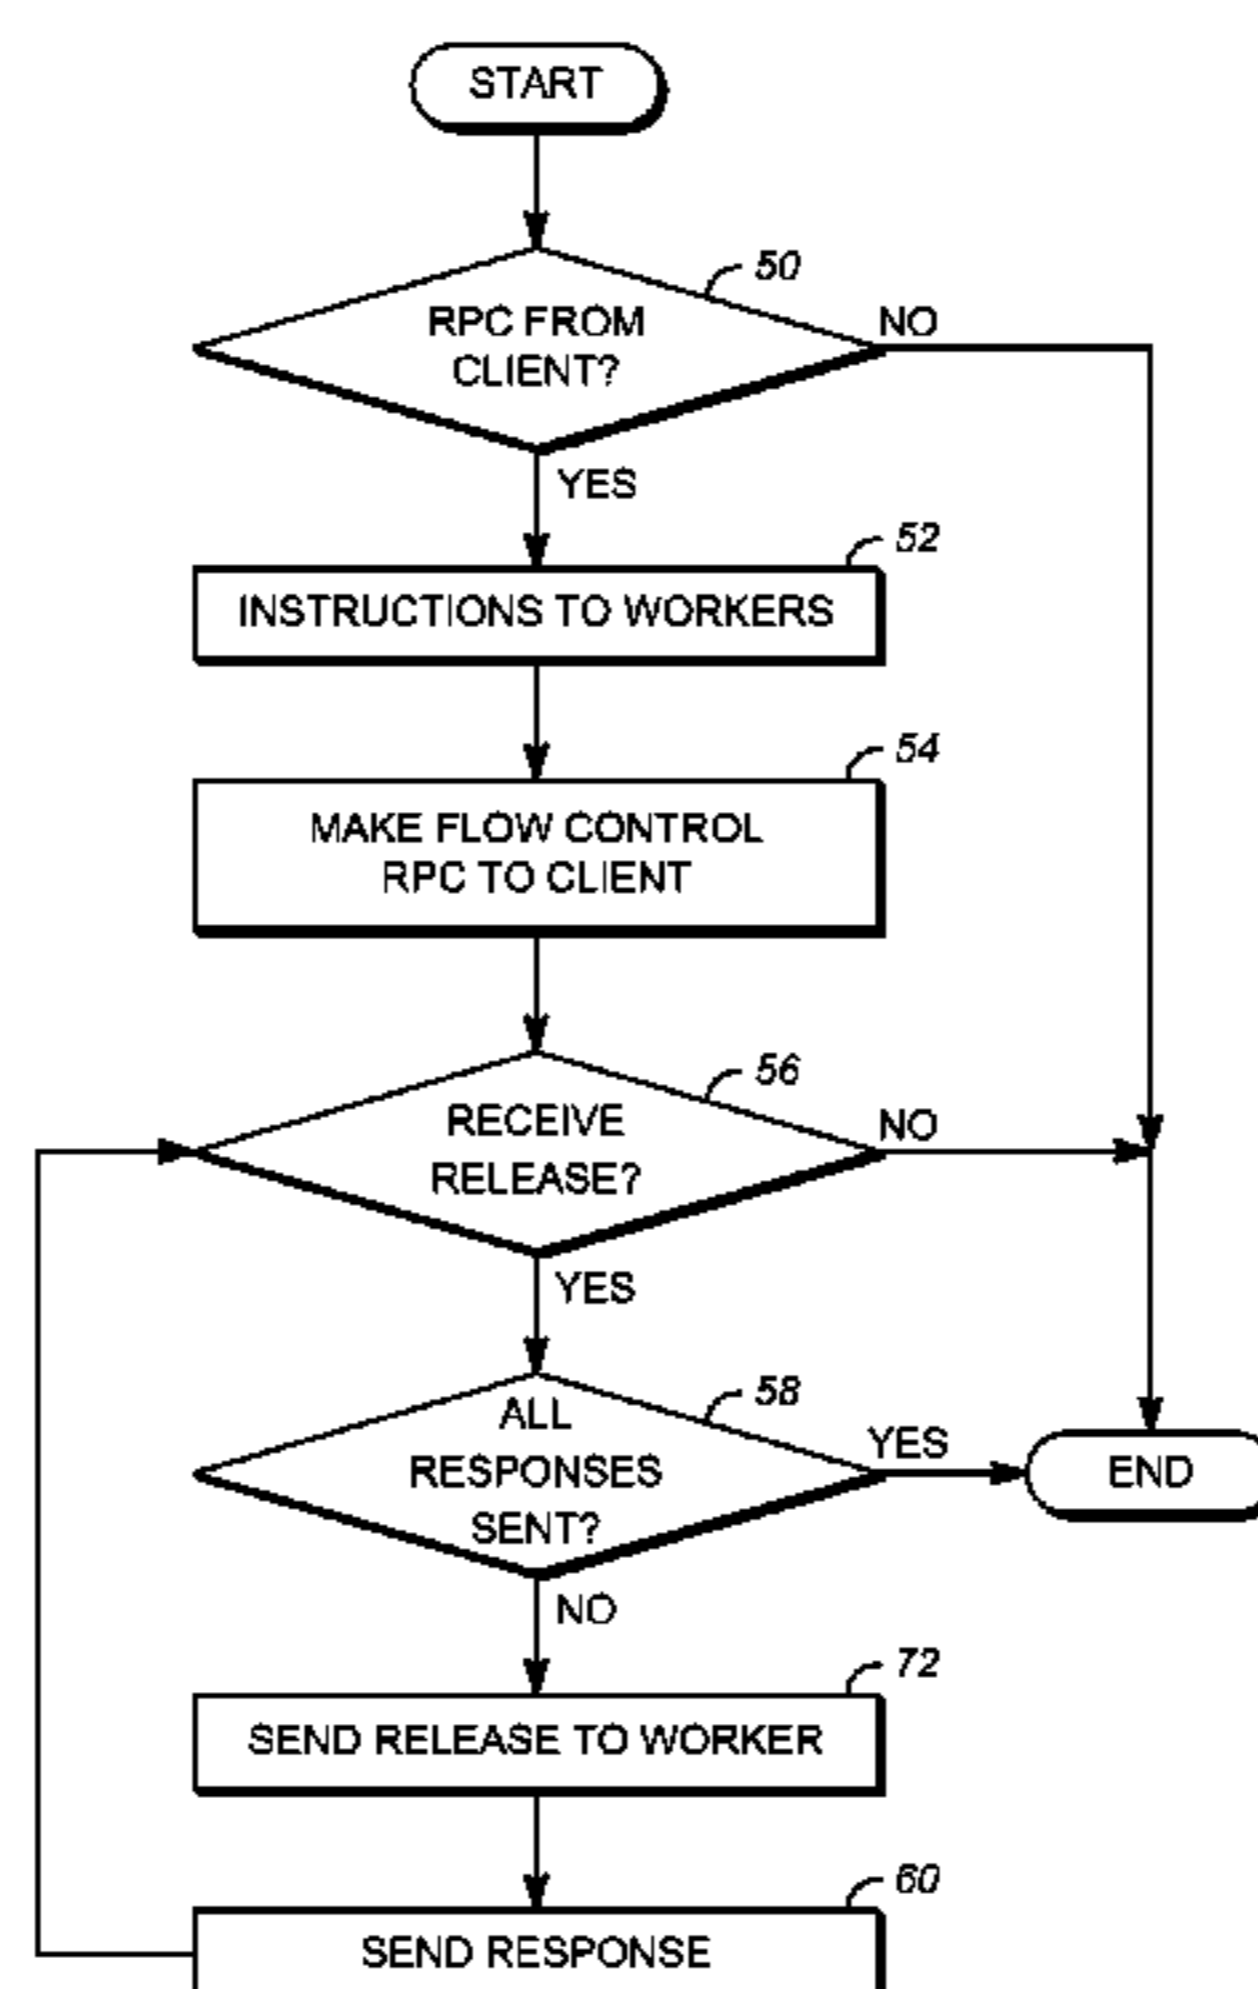 START
50
RPC FROM
CLIENT?
NO
YES
52
INSTRUCTIONS TO WORKERS
54
MAKE FLOW CONTROL
RPC TO CLIENT
56
RECEIVE
RELEASE?
NO
YES
58
ALL
RESPONSES
SENT?
YES
END
NO
72
SEND RELEASE TO WORKER
60
SEND RESPONSE